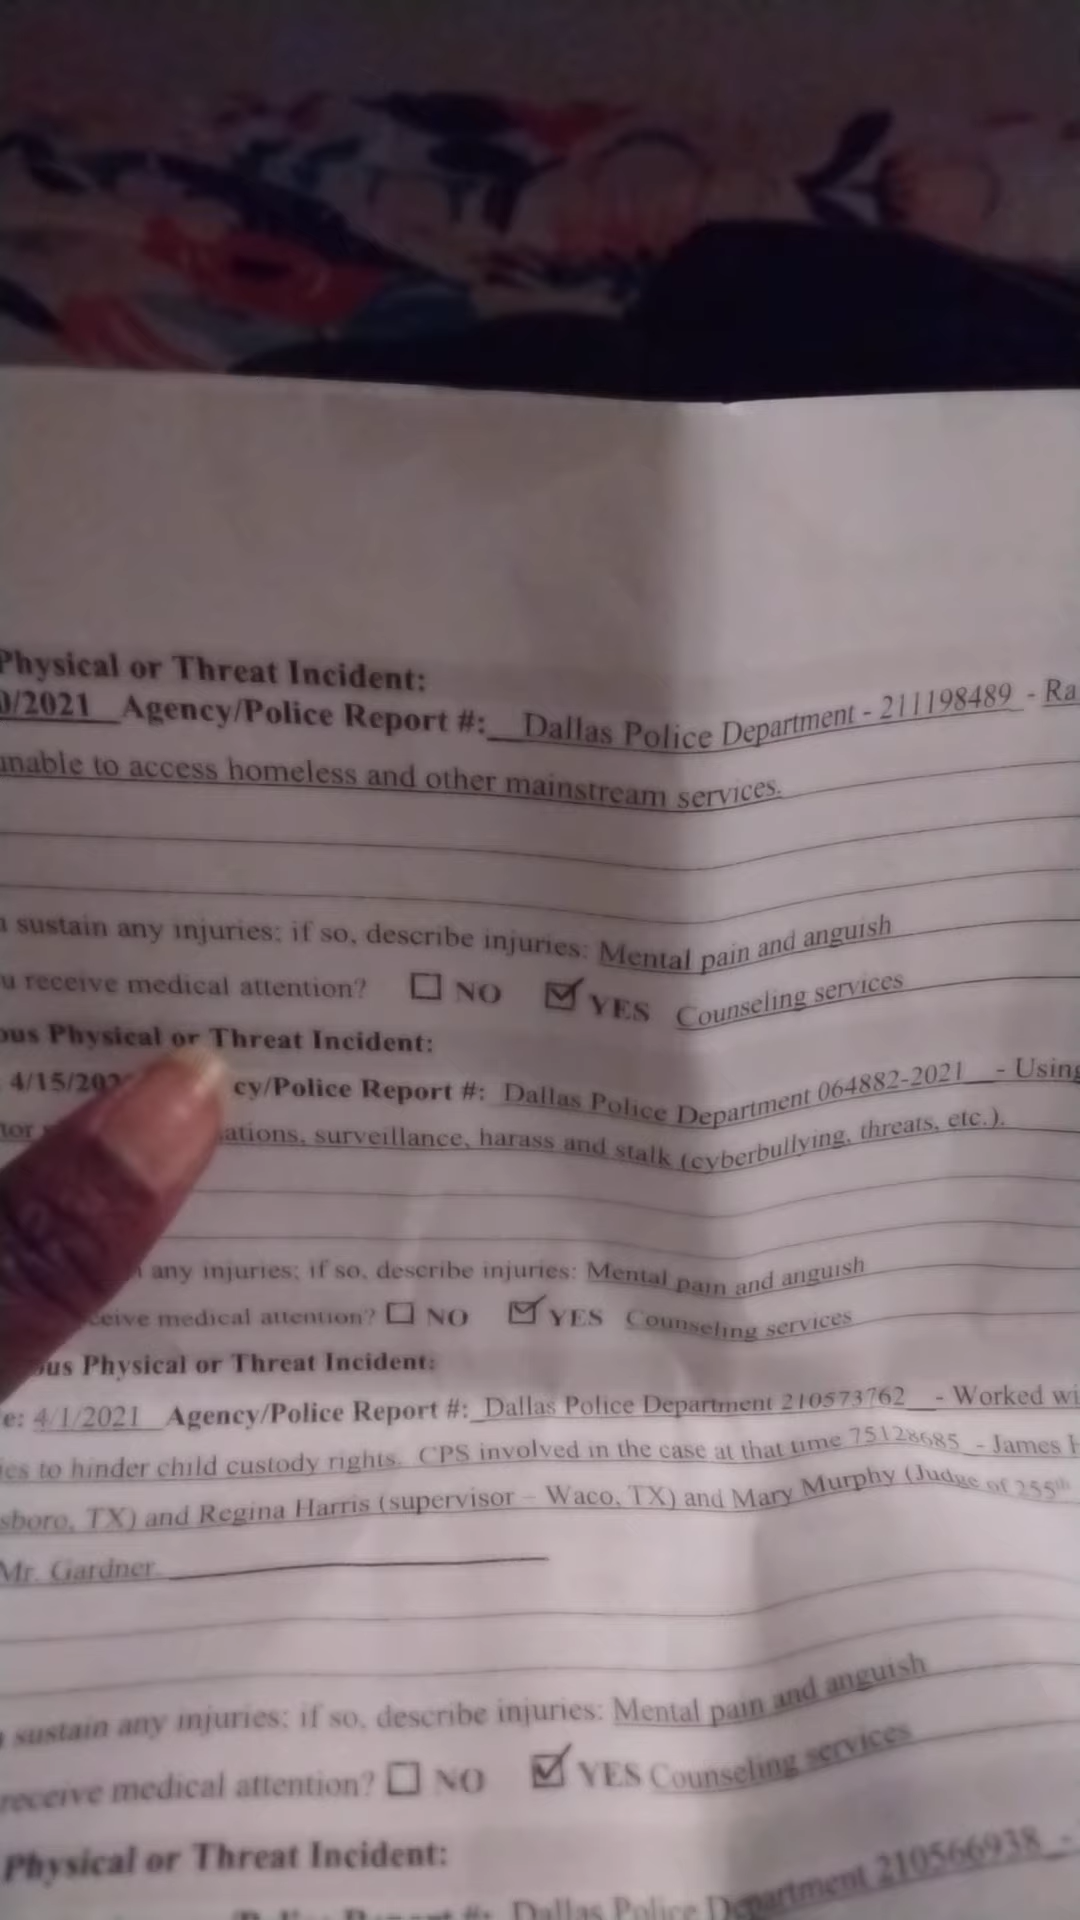 Physical or Threat Incident:
0/2021 Agency/Police Report #: Dallas Police Department - 211198489 - Ra
unable to access homeless and other mainstream services.
sustain any injuries; if so, describe injuries: Mental pain and anguish
u receive medical attention? ☐ NO ☑ YES Counseling services
ous Physical or Threat Incident:
4/15/202 cy/Police Report #: Dallas Police Department 064882-2021 - Using
tor ations, surveillance, harass and stalk (cyberbullying, threats, etc.).
any injuries; if so, describe injuries: Mental pain and anguish
ceive medical attention? ☐ NO ☑ YES Counseling services
ous Physical or Threat Incident:
e: 4/1/2021 Agency/Police Report #: Dallas Police Department 210573762 - Worked wi
ies to hinder child custody rights. CPS involved in the case at that time 75128685 - James H
sboro, TX) and Regina Harris (supervisor – Waco, TX) and Mary Murphy (Judge of 255th
Mr. Gardner.
sustain any injuries; if so, describe injuries: Mental pain and anguish
receive medical attention? ☐ NO ☑ YES Counseling services
Physical or Threat Incident:
#: Dallas Police Department 210566938 -